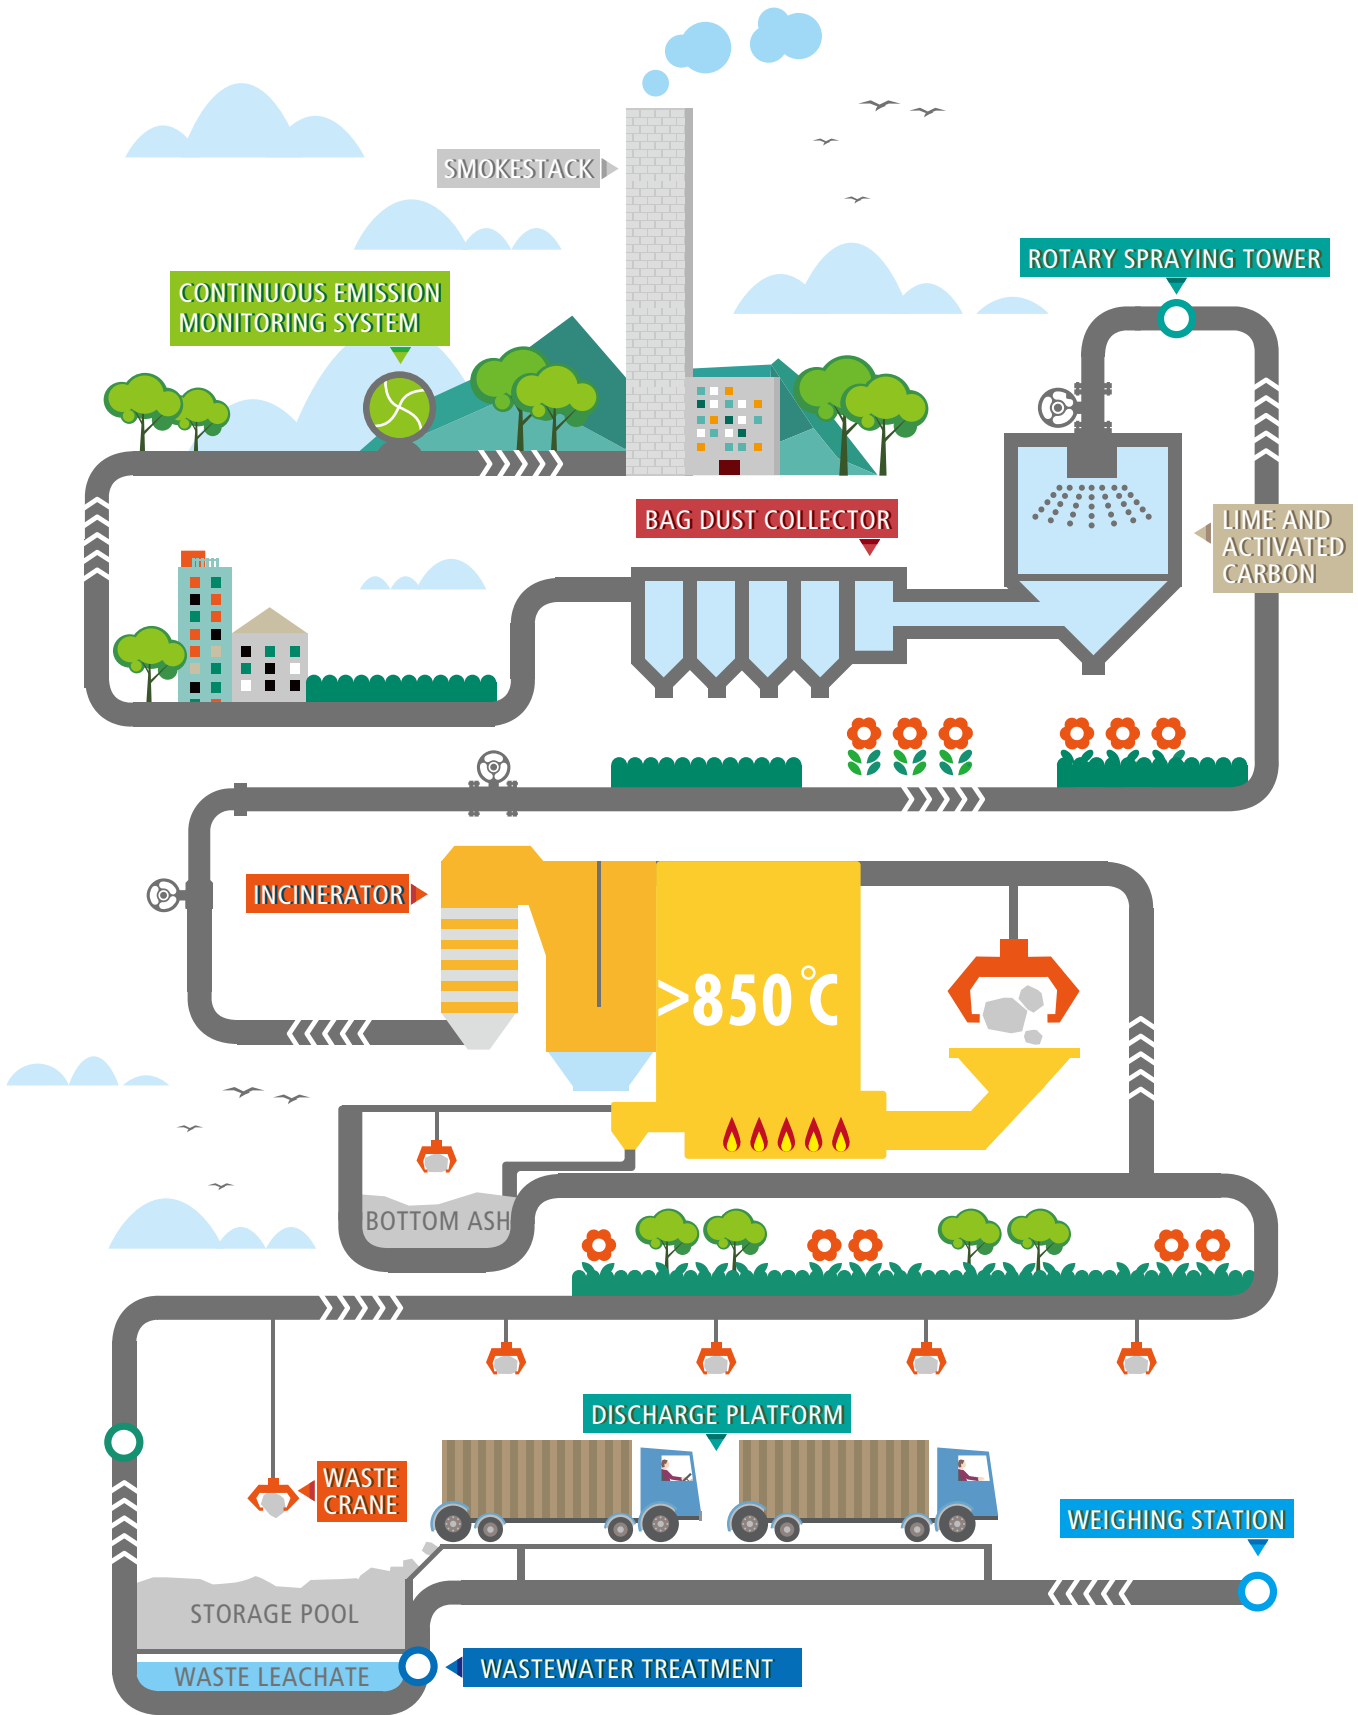 SMOKESTACK
ROTARY SPRAYING TOWER
CONTINUOUS EMISSION
MONITORING SYSTEM
BAG DUST COLLECTOR
LIME AND
ACTIVATED
CARBON
INCINERATOR
>850℃
BOTTOM ASH
DISCHARGE PLATFORM
WASTE
CRANE
WEIGHING STATION
STORAGE POOL
WASTE LEACHATE
WASTEWATER TREATMENT